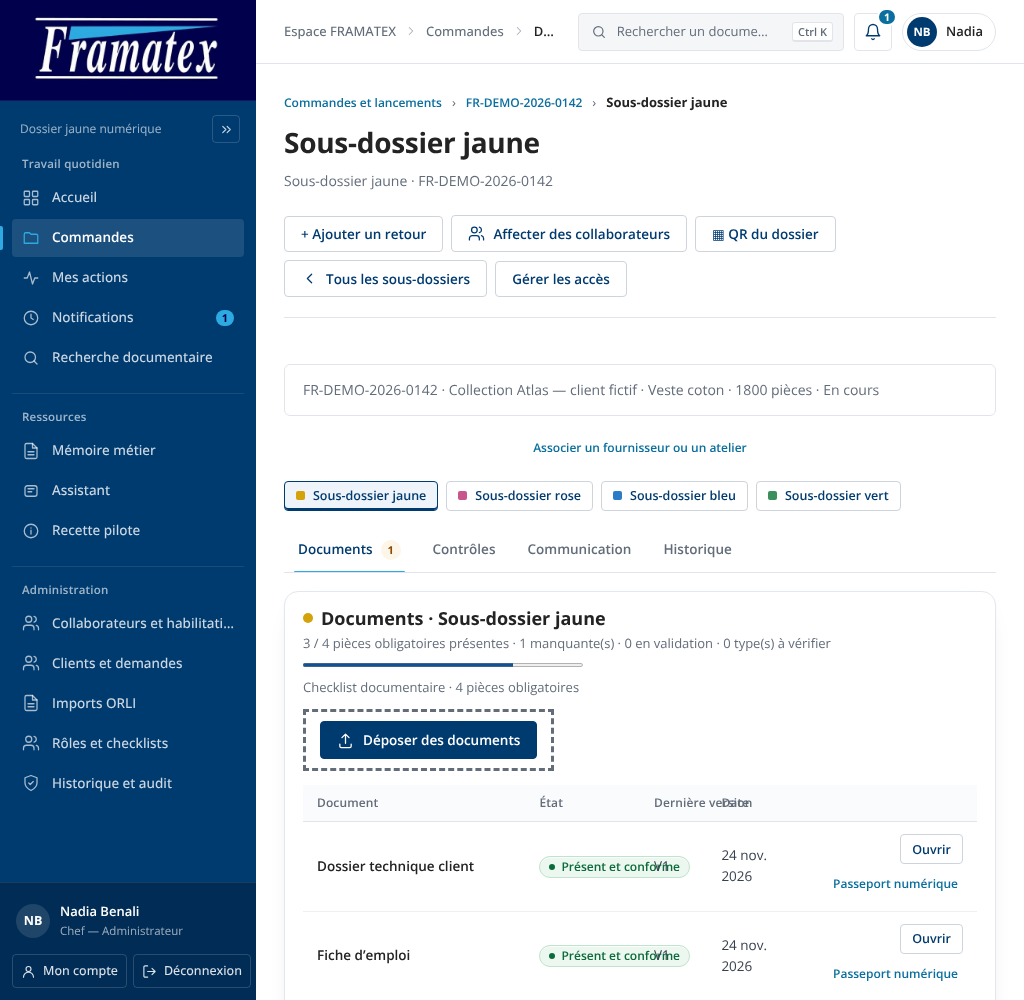 Framatex
Dossier jaune numérique
Travail quotidien
Accueil
Commandes
Mes actions
Notifications 1
Recherche documentaire
Ressources
Mémoire métier
Assistant
Recette pilote
Administration
Collaborateurs et habilitati...
Clients et demandes
Imports ORLI
Rôles et checklists
Historique et audit
NB Nadia Benali
Chef — Administrateur
Mon compte Déconnexion
Espace FRAMATEX > Commandes > D... Rechercher un docume... Ctrl K 1 NB Nadia
Commandes et lancements › FR-DEMO-2026-0142 › Sous-dossier jaune
Sous-dossier jaune
Sous-dossier jaune · FR-DEMO-2026-0142
+ Ajouter un retour Affecter des collaborateurs ▦ QR du dossier
Tous les sous-dossiers Gérer les accès
FR-DEMO-2026-0142 · Collection Atlas — client fictif · Veste coton · 1800 pièces · En cours
Associer un fournisseur ou un atelier
Sous-dossier jaune Sous-dossier rose Sous-dossier bleu Sous-dossier vert
Documents 1 Contrôles Communication Historique
Documents · Sous-dossier jaune
3 / 4 pièces obligatoires présentes · 1 manquante(s) · 0 en validation · 0 type(s) à vérifier
Checklist documentaire · 4 pièces obligatoires
Déposer des documents
Document État Dernière version Date
Dossier technique client Présent et conforme V1 24 nov. 2026 Ouvrir
Passeport numérique
Fiche d’emploi Présent et conforme V1 24 nov. 2026 Ouvrir
Passeport numérique